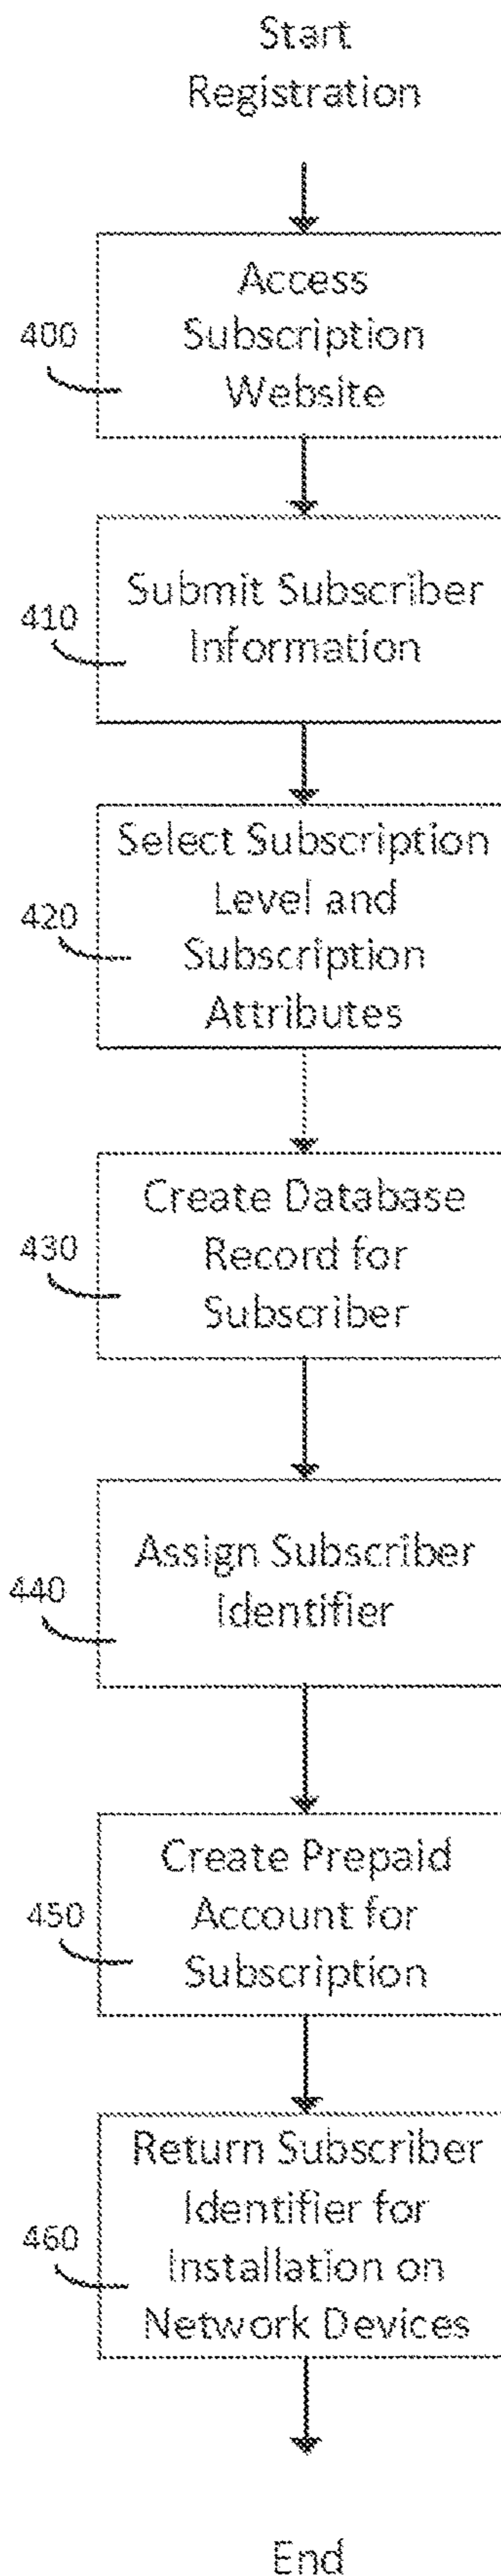 Start
Registration
Access
Subscription
Website
400
Submit Subscriber
Information
410
Select Subscription
Level and
Subscription
Attributes
420
Create Database
Record for
Subscriber
430
Assign Subscriber
Identifier
440
Create Prepaid
Account for
Subscription
450
Return Subscriber
Identifier for
Installation on
Network Devices
460
End